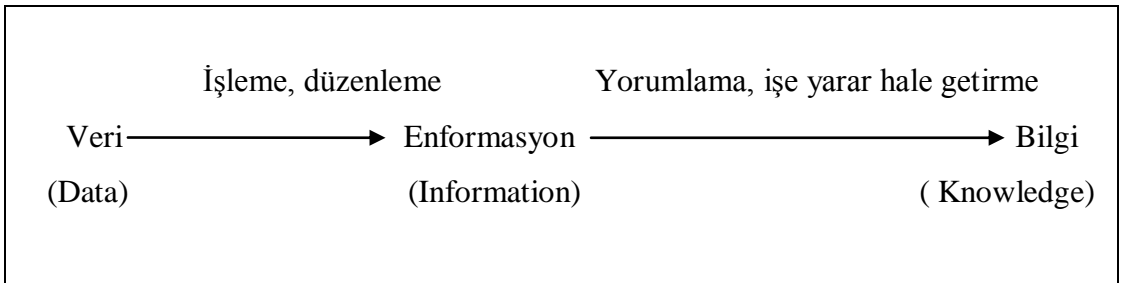 İşleme, düzenleme Yorumlama, işe yarar hale getirme
Veri Enformasyon Bilgi
(Data) (Information) ( Knowledge)